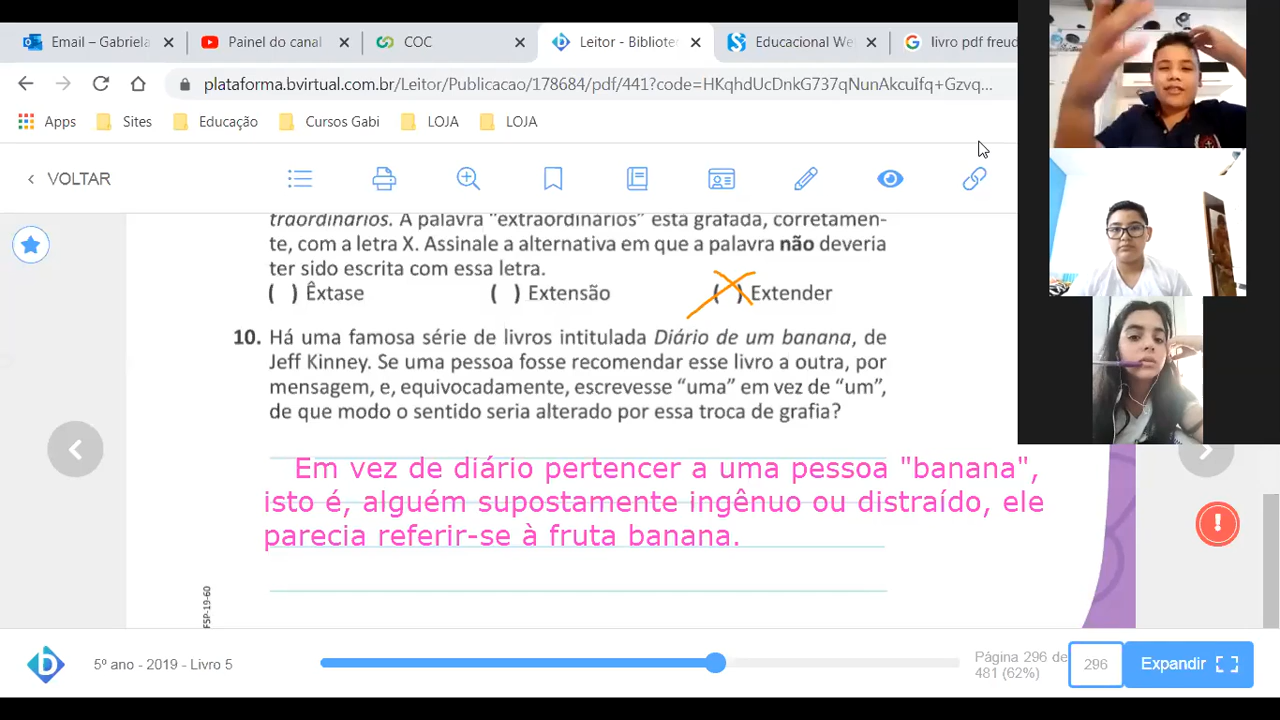 Email – Gabriela
Painel do canal
COC
Leitor - Bibliote
Educacional We
livro pdf freud
plataforma.bvirtual.com.br/Leitor/Publicacao/178684/pdf/441?code=HKqhdUcDnkG737qNunAkcuIfq+Gzvq...
Apps
Sites
Educação
Cursos Gabi
LOJA
LOJA
VOLTAR
traordinários. A palavra "extraordinários" está grafada, corretamen-
te, com a letra X. Assinale a alternativa em que a palavra não deveria
ter sido escrita com essa letra.
( ) Êxtase ( ) Extensão ( ) Extender
10. Há uma famosa série de livros intitulada Diário de um banana, de
Jeff Kinney. Se uma pessoa fosse recomendar esse livro a outra, por
mensagem, e, equivocadamente, escrevesse “uma” em vez de “um”,
de que modo o sentido seria alterado por essa troca de grafia?
Em vez de diário pertencer a uma pessoa "banana",
isto é, alguém supostamente ingênuo ou distraído, ele
parecia referir-se à fruta banana.
F5P-19-60
5º ano - 2019 - Livro 5
Página 296 de
481 (62%)
296
Expandir